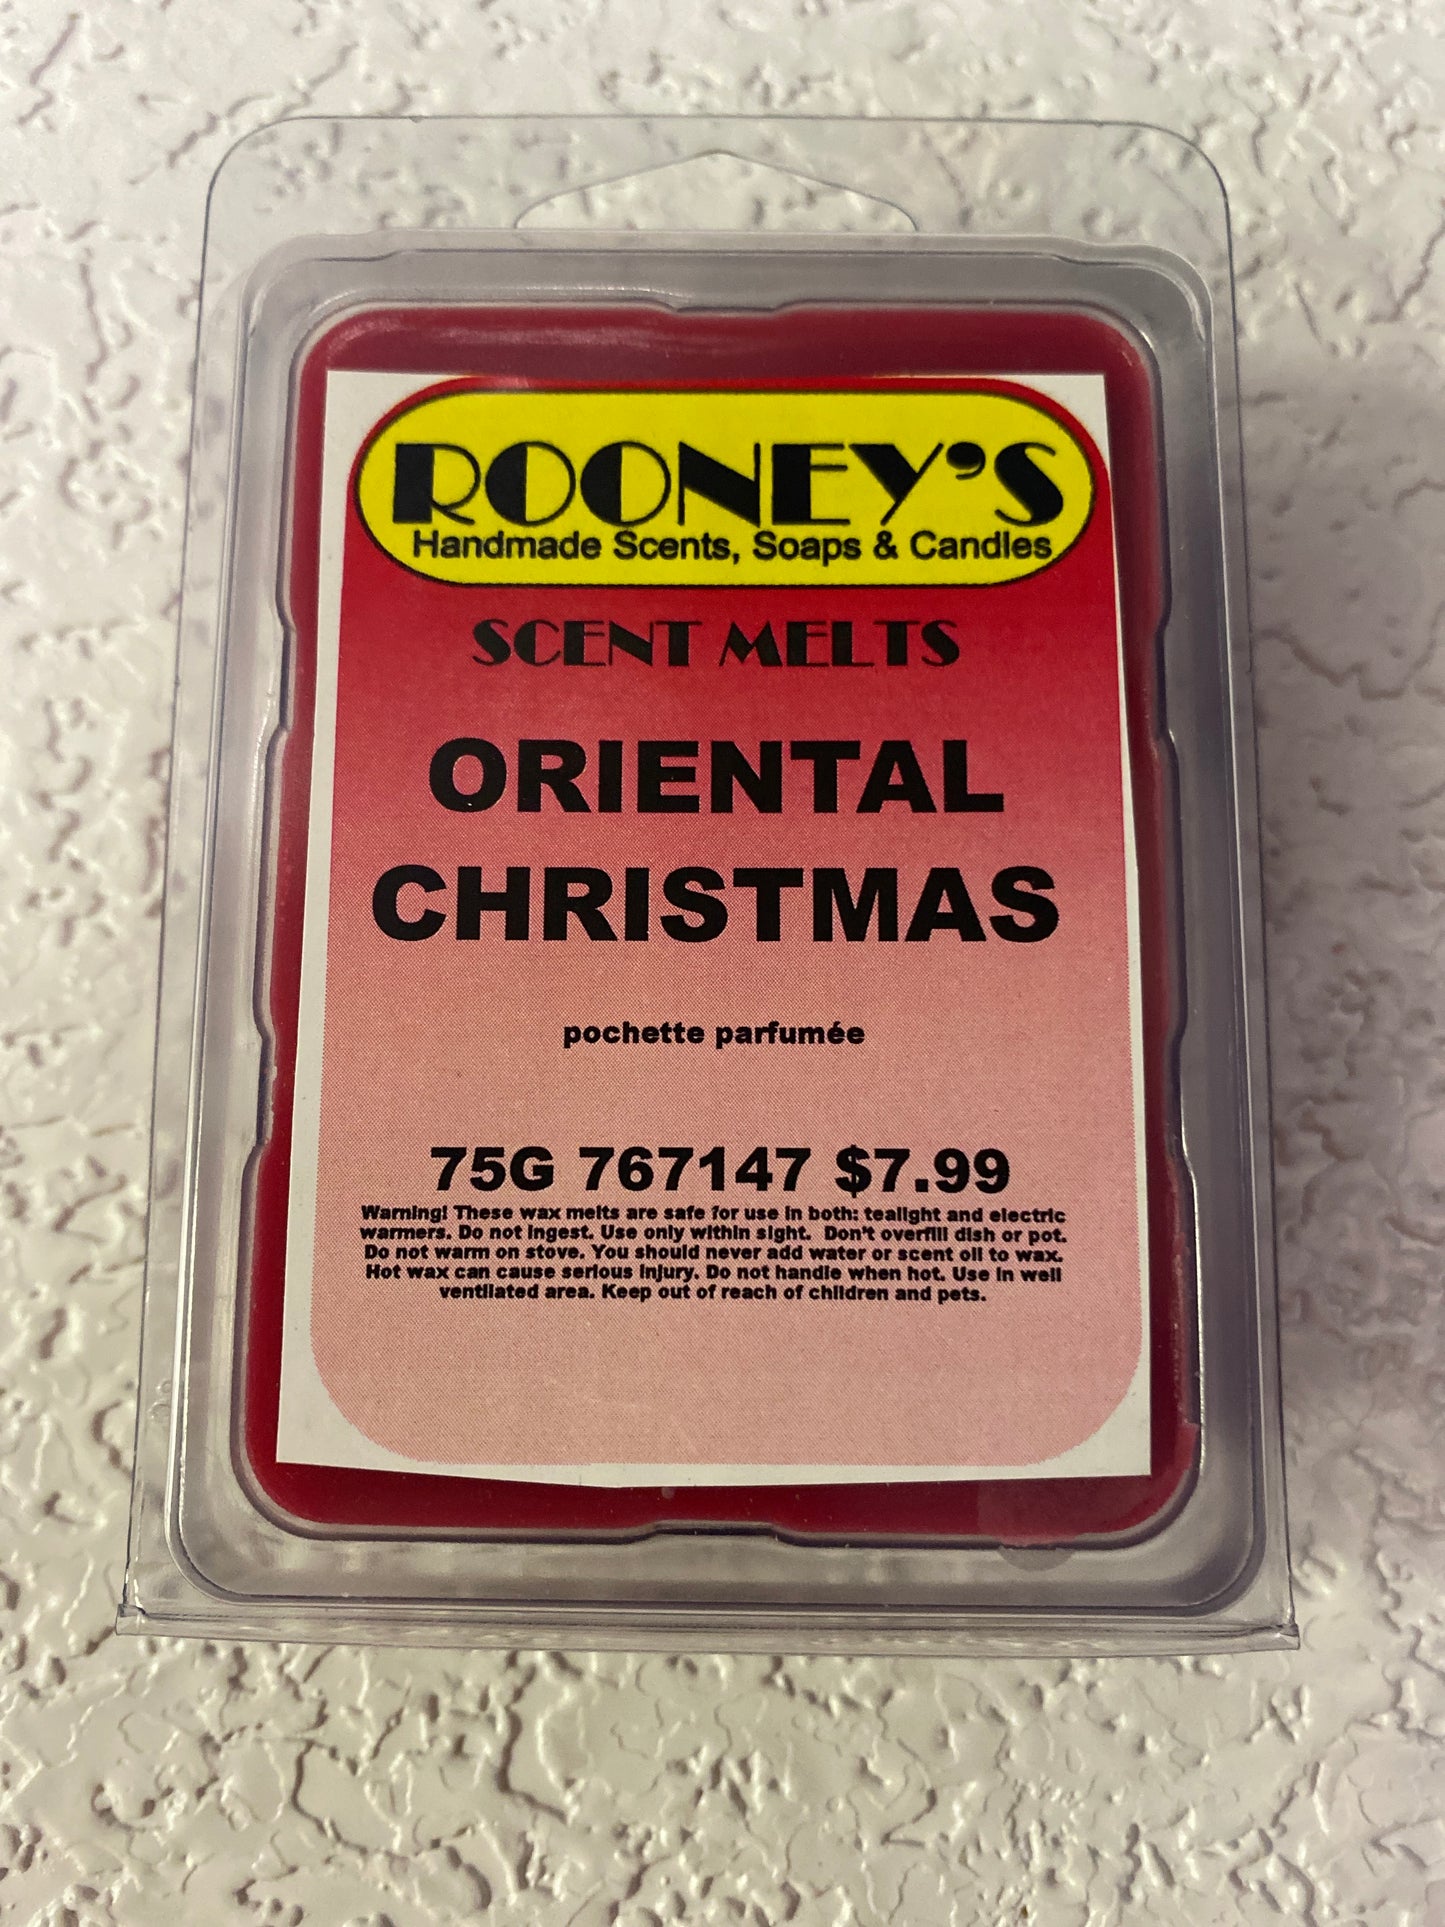 ROONEY'S
Handmade Scents, Soaps & Candles
SCENT MELTS
ORIENTAL
CHRISTMAS
pochette parfumée
75G 767147 $7.99
Warning! These wax melts are safe for use in both: tealight and electric
warmers. Do not ingest. Use only within sight. Don't overfill dish or pot.
Do not warm on stove. You should never add water or scent oil to wax.
Hot wax can cause serious injury. Do not handle when hot. Use in well
ventilated area. Keep out of reach of children and pets.